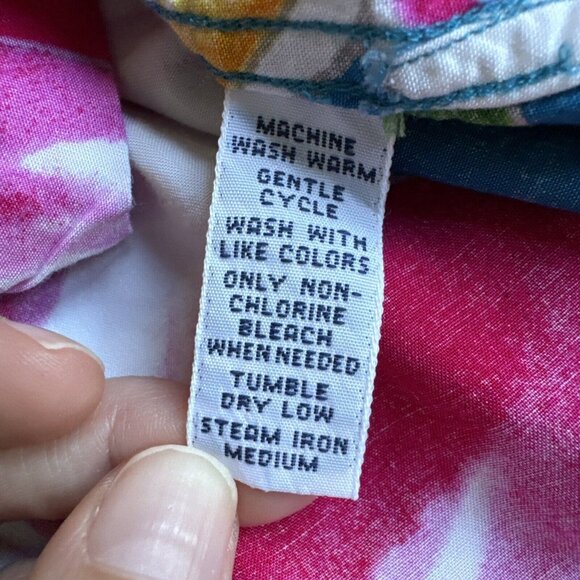 MACHINE
WASH WARM
GENTLE
CYCLE
WASH WITH
LIKE COLORS
ONLY NON-
CHLORINE
BLEACH
WHEN NEEDED
TUMBLE
DRY LOW
STEAM IRON
MEDIUM